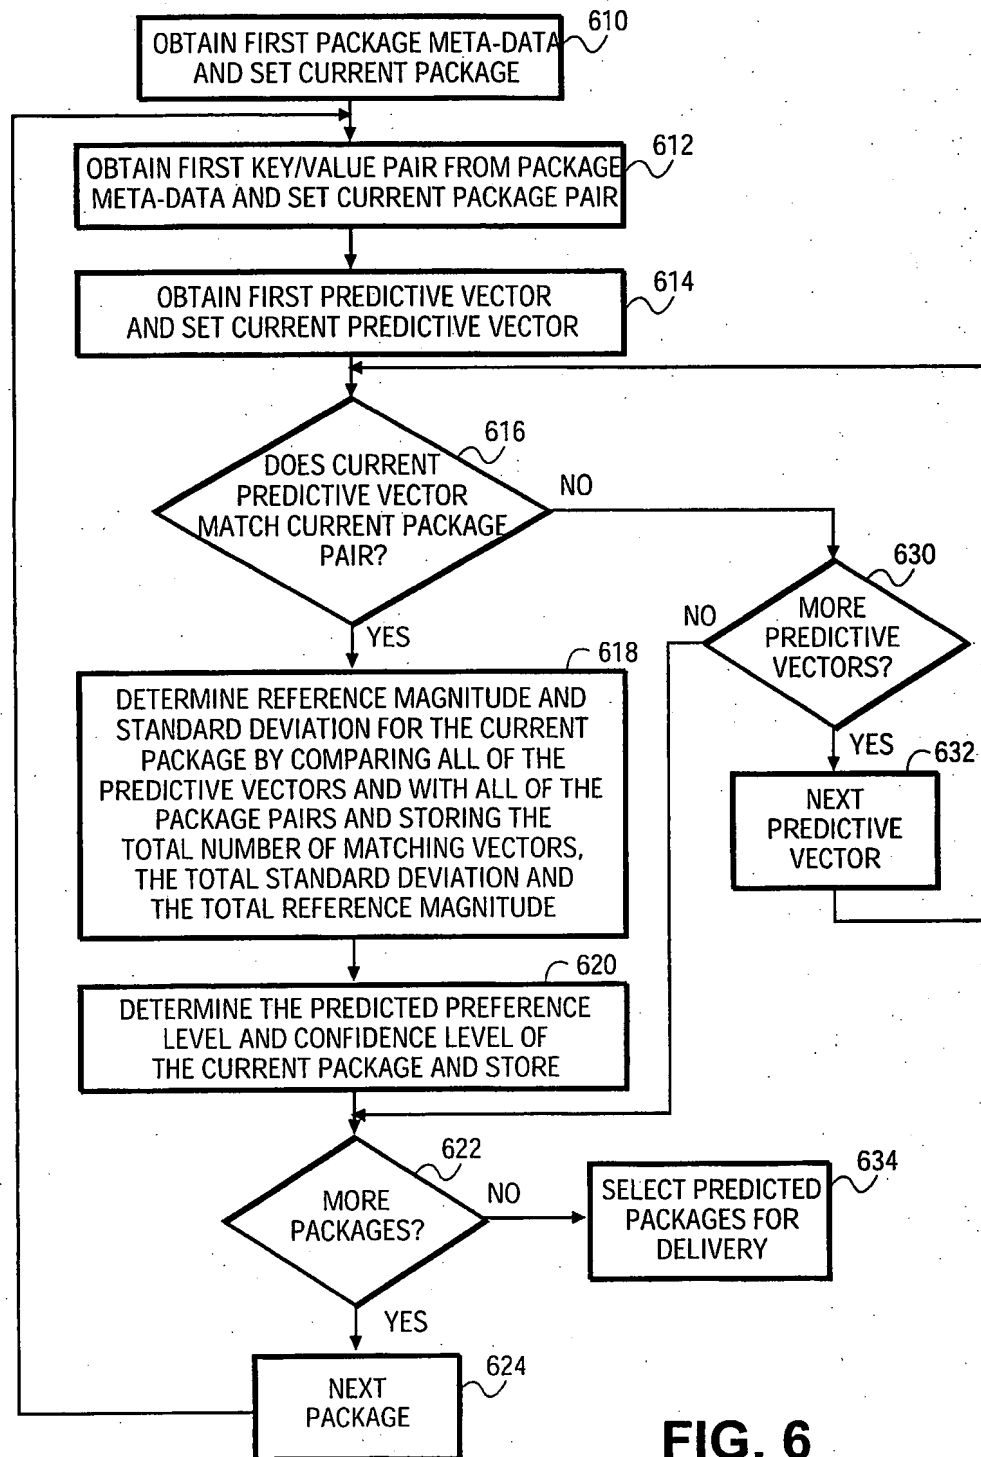 610
OBTAIN FIRST PACKAGE META-DATA
AND SET CURRENT PACKAGE
612
OBTAIN FIRST KEY/VALUE PAIR FROM PACKAGE
META-DATA AND SET CURRENT PACKAGE PAIR
614
OBTAIN FIRST PREDICTIVE VECTOR
AND SET CURRENT PREDICTIVE VECTOR
616
DOES CURRENT
PREDICTIVE VECTOR
MATCH CURRENT PACKAGE
PAIR?
NO
YES
630
MORE
PREDICTIVE
VECTORS?
NO
YES
632
NEXT
PREDICTIVE
VECTOR
618
DETERMINE REFERENCE MAGNITUDE AND
STANDARD DEVIATION FOR THE CURRENT
PACKAGE BY COMPARING ALL OF THE
PREDICTIVE VECTORS AND WITH ALL OF THE
PACKAGE PAIRS AND STORING THE
TOTAL NUMBER OF MATCHING VECTORS,
THE TOTAL STANDARD DEVIATION AND
THE TOTAL REFERENCE MAGNITUDE
620
DETERMINE THE PREDICTED PREFERENCE
LEVEL AND CONFIDENCE LEVEL OF
THE CURRENT PACKAGE AND STORE
622
MORE
PACKAGES?
NO
YES
634
SELECT PREDICTED
PACKAGES FOR
DELIVERY
624
NEXT
PACKAGE
FIG. 6